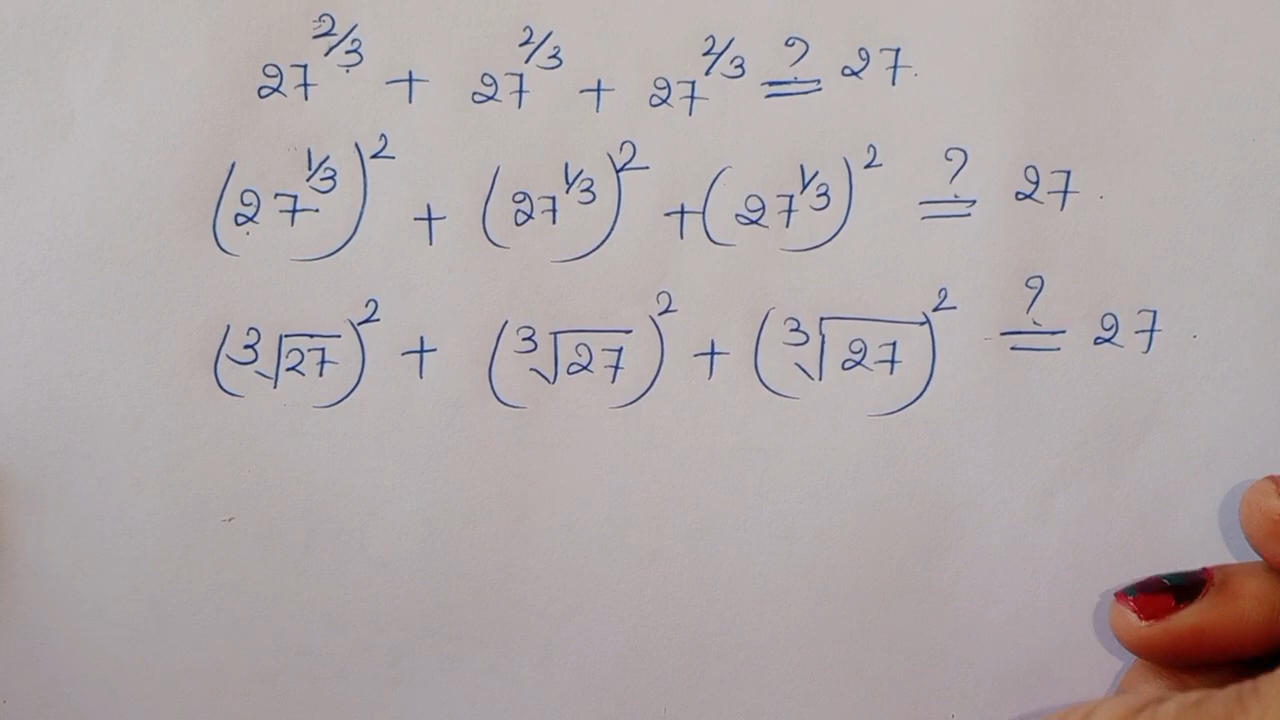 27^{2/3} + 27^{2/3} + 27^{2/3} ≟ 27.
(27^{1/3})^2 + (27^{1/3})^2 + (27^{1/3})^2 ≟ 27.
(∛27)^2 + (∛27)^2 + (∛27)^2 ≟ 27.